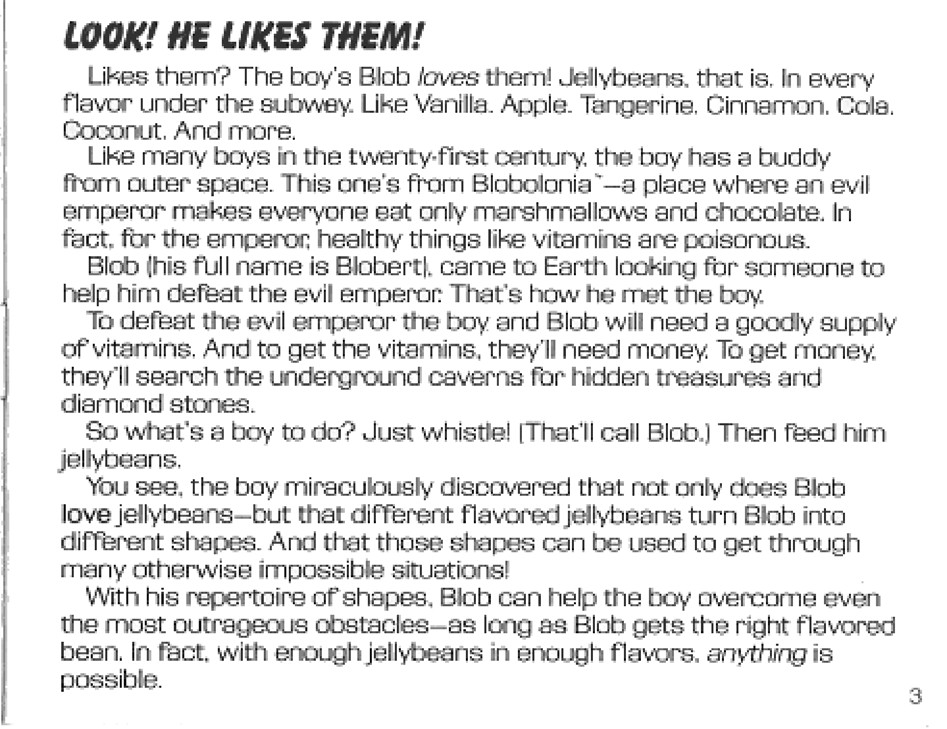 LOOK! HE LIKES THEM!
Likes them? The boy's Blob loves them! Jellybeans, that is. In every
flavor under the subwey. Like Vanilla. Apple. Tangerine. Cinnamon. Cola.
Coconut. And more.
Like many boys in the twenty-first century, the boy has a buddy
from outer space. This one's from Blobolonia™—a place where an evil
emperor makes everyone eat only marshmallows and chocolate. In
fact, for the emperor, healthy things like vitamins are poisonous.
Blob (his full name is Blobert), came to Earth looking for someone to
help him defeat the evil emperor. That's how he met the boy.
To defeat the evil emperor the boy and Blob will need a goodly supply
of vitamins. And to get the vitamins, they'll need money. To get money,
they'll search the underground caverns for hidden treasures and
diamond stones.
So what's a boy to do? Just whistle! (That'll call Blob.) Then feed him
jellybeans.
You see, the boy miraculously discovered that not only does Blob
love jellybeans—but that different flavored jellybeans turn Blob into
different shapes. And that those shapes can be used to get through
many otherwise impossible situations!
With his repertoire of shapes, Blob can help the boy overcome even
the most outrageous obstacles—as long as Blob gets the right flavored
bean. In fact, with enough jellybeans in enough flavors, anything is
possible.
3